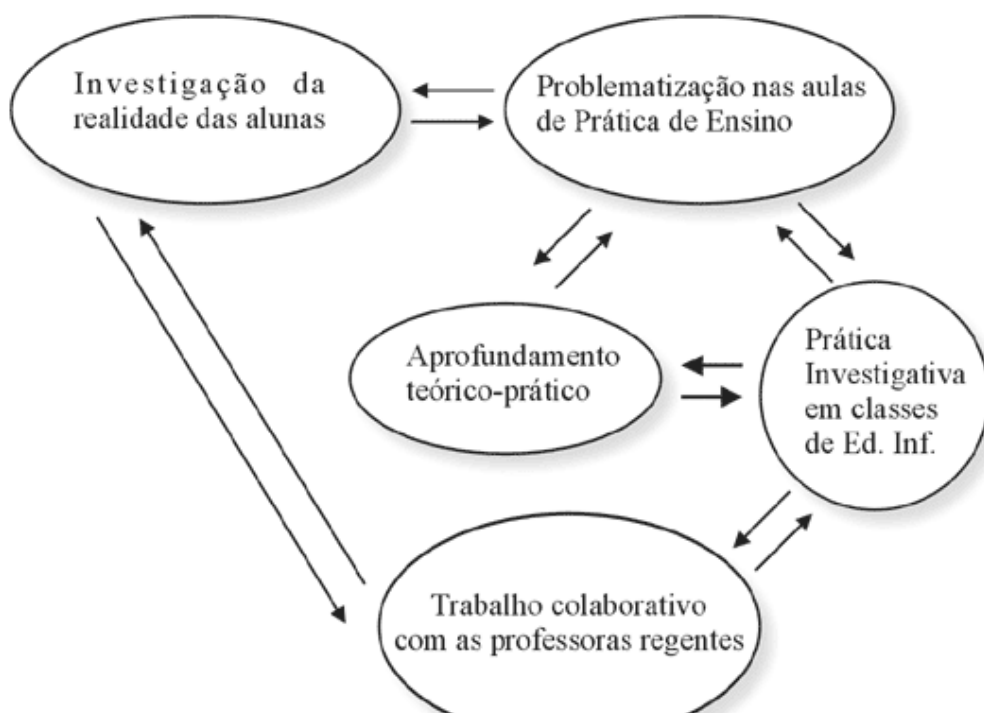 Investigação da
realidade das alunas
Problematização nas aulas
de Prática de Ensino
Aprofundamento
teórico-prático
Prática
Investigativa
em classes
de Ed. Inf.
Trabalho colaborativo
com as professoras regentes